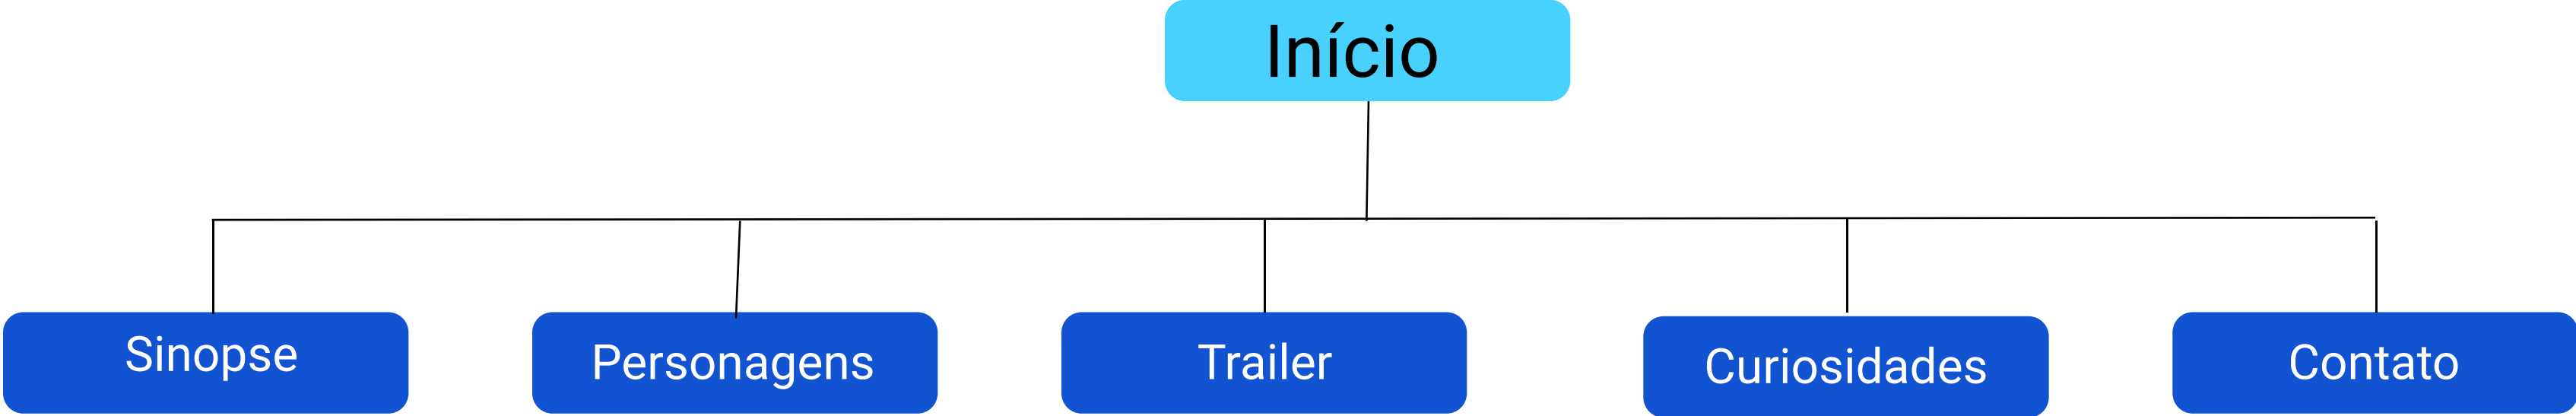 Início
Sinopse
Personagens
Trailer
Curiosidades
Contato